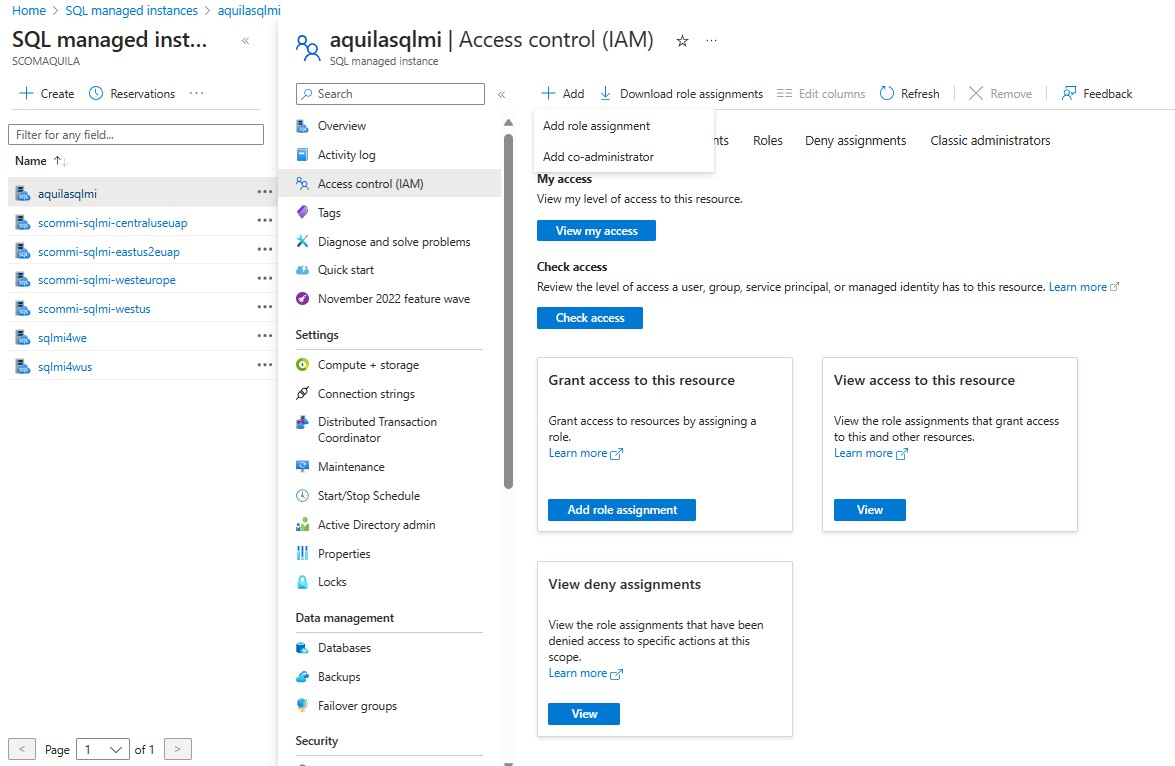 Home > SQL managed instances > aquilasqlmi
SQL managed inst... «
SCOMAQUILA
+ Create Reservations ...
Filter for any field...
Name ↑↓
aquilasqlmi ...
scommi-sqlmi-centraluseuap ...
scommi-sqlmi-eastus2euap ...
scommi-sqlmi-westeurope ...
scommi-sqlmi-westus ...
sqlmi4we ...
sqlmi4wus ...
< Page 1 of 1 >
aquilasqlmi | Access control (IAM) ☆ ...
SQL managed instance
Search «
Overview
Activity log
Access control (IAM)
Tags
Diagnose and solve problems
Quick start
November 2022 feature wave
Settings
Compute + storage
Connection strings
Distributed Transaction
Coordinator
Maintenance
Start/Stop Schedule
Active Directory admin
Properties
Locks
Data management
Databases
Backups
Failover groups
Security
+ Add Download role assignments Edit columns Refresh Remove Feedback
Add role assignment
Add co-administrator
nts Roles Deny assignments Classic administrators
My access
View my level of access to this resource.
View my access
Check access
Review the level of access a user, group, service principal, or managed identity has to this resource. Learn more
Check access
Grant access to this resource
Grant access to resources by assigning a
role.
Learn more
Add role assignment
View access to this resource
View the role assignments that grant access
to this and other resources.
Learn more
View
View deny assignments
View the role assignments that have been
denied access to specific actions at this
scope.
Learn more
View